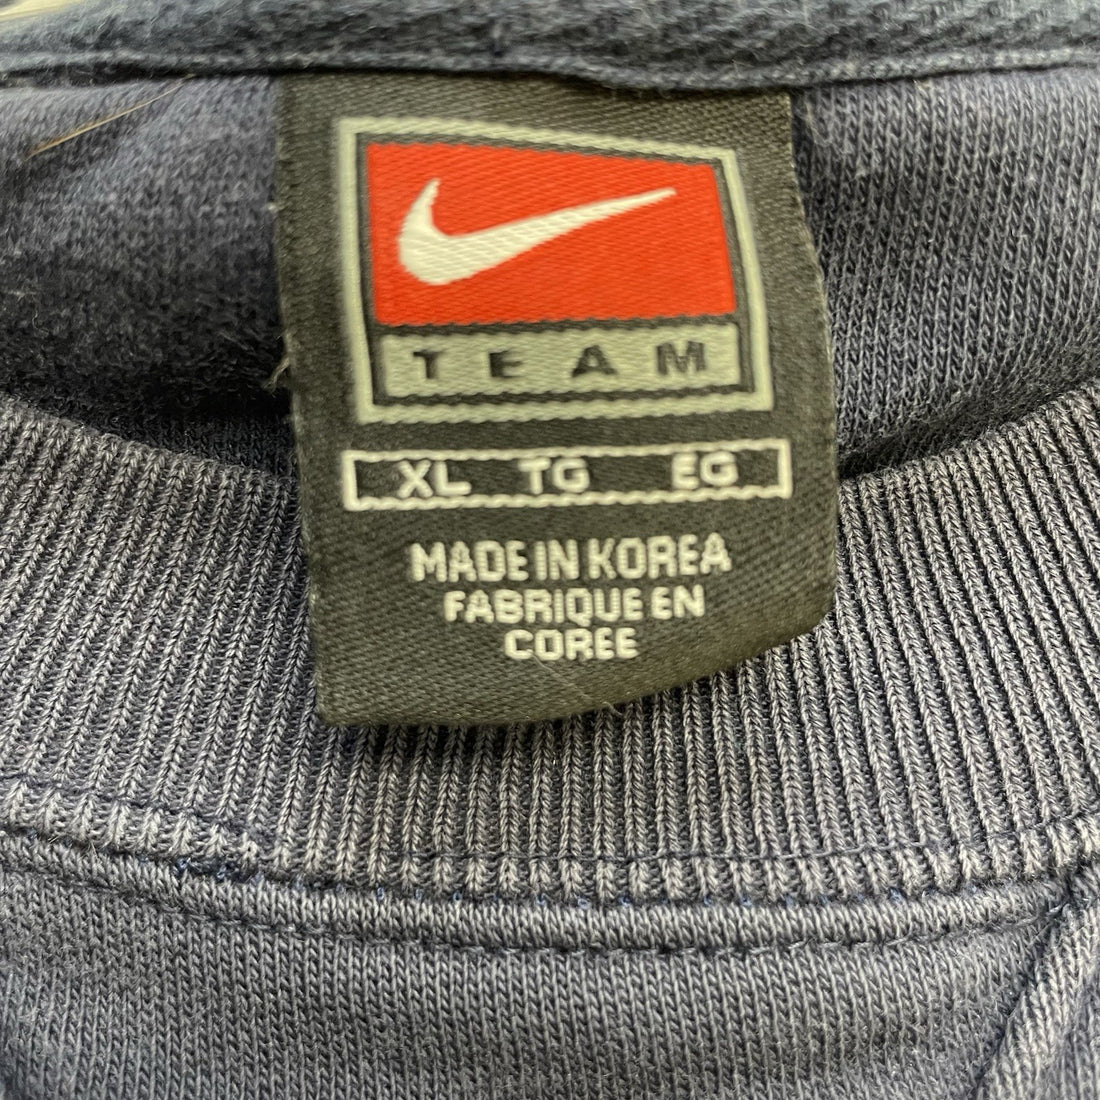 TEAM
XL TG EG
MADE IN KOREA
FABRIQUE EN
COREE